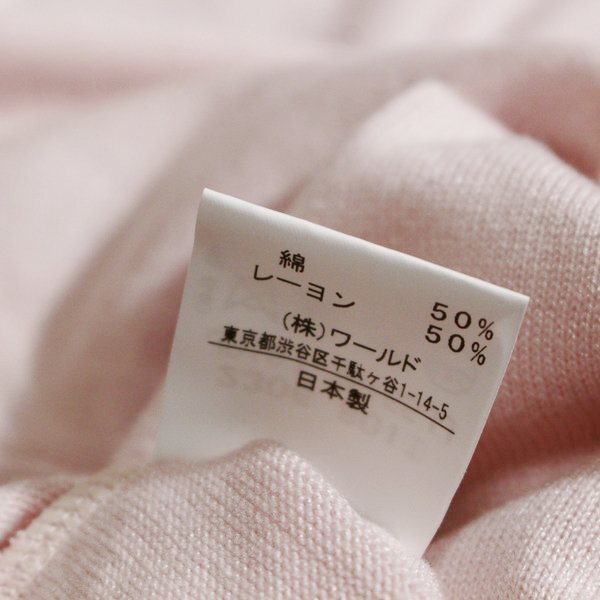 綿 50%
レーヨン 50%
(株)ワールド
東京都渋谷区千駄ヶ谷1-14-5
日本製